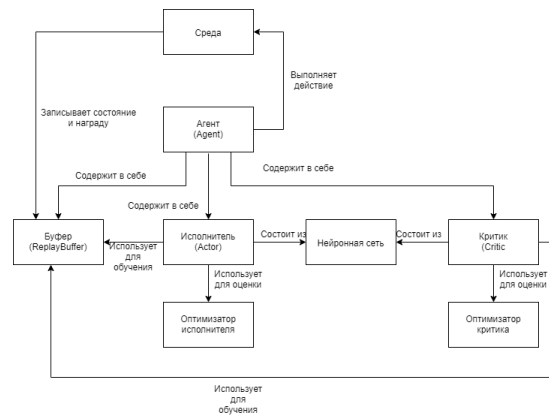 Среда
Выполняет
действие
Записывает состояние
и награду
Агент
(Agent)
Содержит в себе
Содержит в себе
Содержит в себе
Буфер
(ReplayBuffer)
Использует
для
обучения
Исполнитель
(Actor)
Состоит из
Нейронная сеть
Состоит из
Критик
(Critic
Использует
для оценки
Использует
для оценки
Оптимизатор
исполнителя
Оптимизатор
критика
Использует
для
обучения